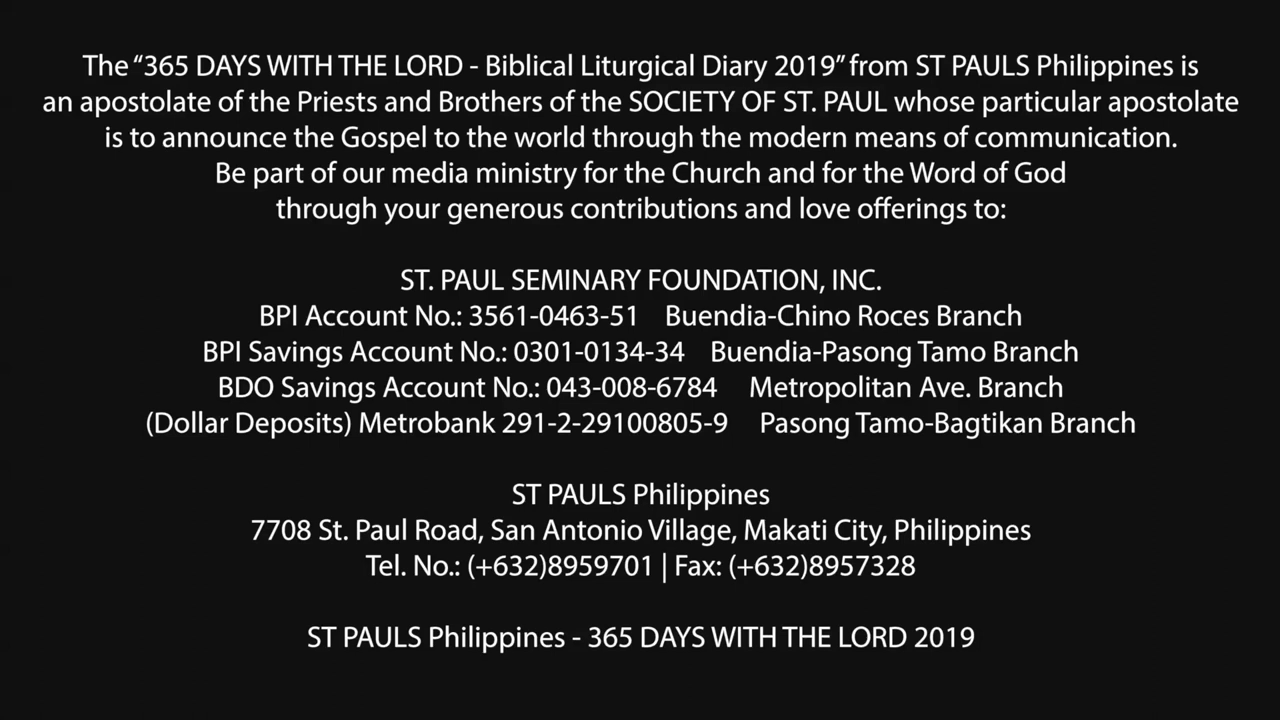 The “365 DAYS WITH THE LORD - Biblical Liturgical Diary 2019” from ST PAULS Philippines is
an apostolate of the Priests and Brothers of the SOCIETY OF ST. PAUL whose particular apostolate
is to announce the Gospel to the world through the modern means of communication.
Be part of our media ministry for the Church and for the Word of God
through your generous contributions and love offerings to:
ST. PAUL SEMINARY FOUNDATION, INC.
BPI Account No.: 3561-0463-51 Buendia-Chino Roces Branch
BPI Savings Account No.: 0301-0134-34 Buendia-Pasong Tamo Branch
BDO Savings Account No.: 043-008-6784 Metropolitan Ave. Branch
(Dollar Deposits) Metrobank 291-2-29100805-9 Pasong Tamo-Bagtikan Branch
ST PAULS Philippines
7708 St. Paul Road, San Antonio Village, Makati City, Philippines
Tel. No.: (+632)8959701 | Fax: (+632)8957328
ST PAULS Philippines - 365 DAYS WITH THE LORD 2019